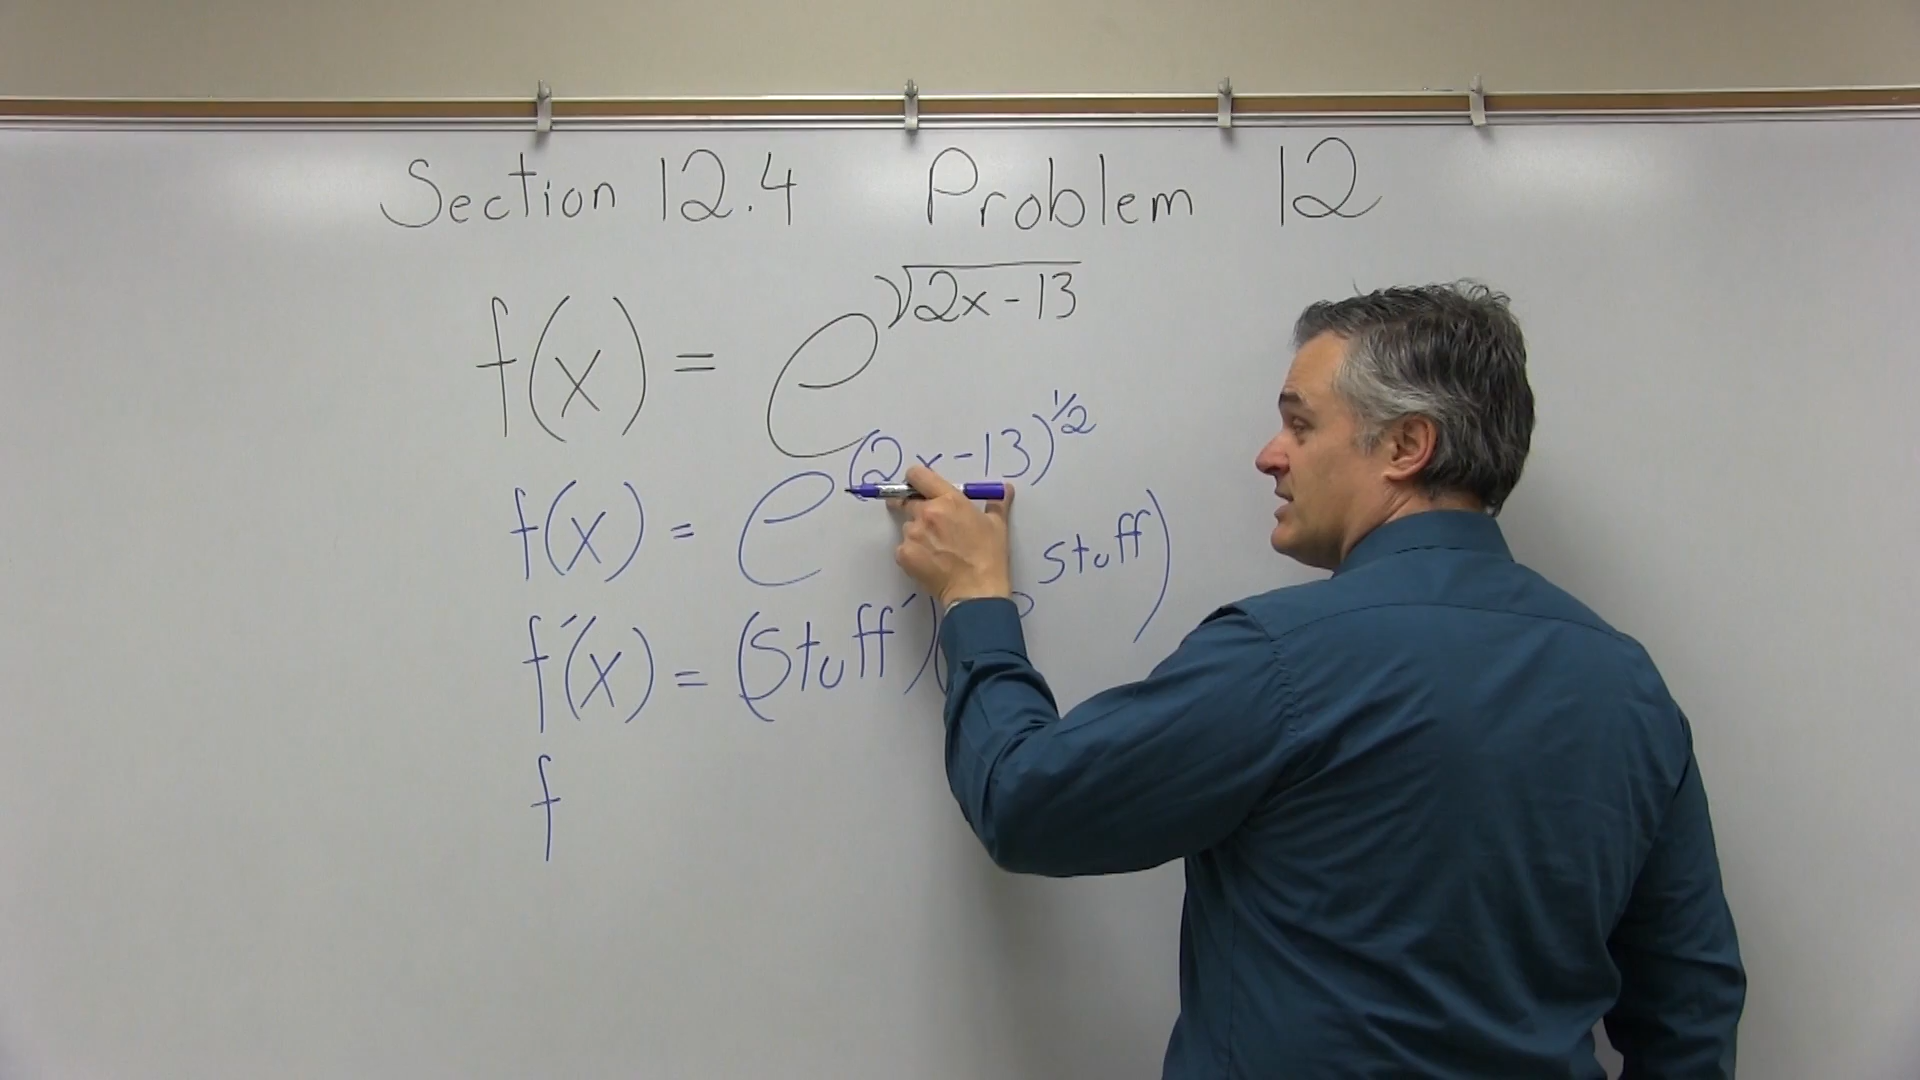 Section 12.4 Problem 12
f(x) = e^√(2x-13)
f(x) = e^(2x-13)^1/2
f'(x) = (stuff')(e^stuff)
f